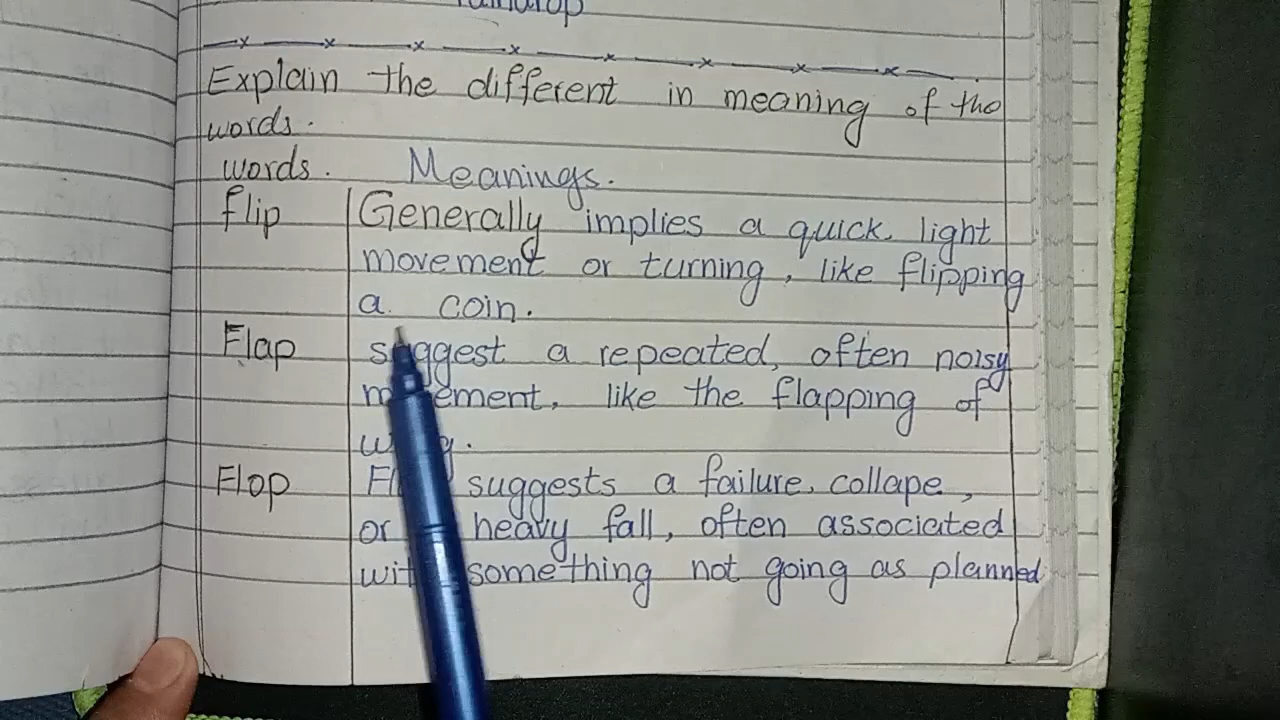 Explain the different in meaning of the
words.
words. Meanings.
flip Generally implies a quick light
movement or turning, like flipping
a coin.
Flap suggest a repeated, often noisy
movement, like the flapping of
Flop suggests a failure, collape,
or heavy fall, often associated
with something not going as planned